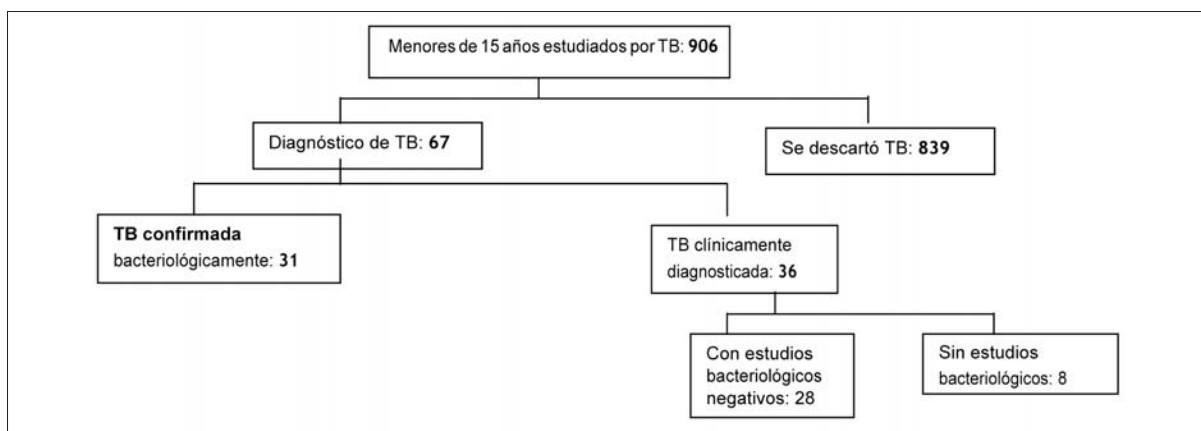 Menores de 15 años estudiados por TB: 906
Diagnóstico de TB: 67
Se descartó TB: 839
TB confirmada
bacteriológicamente: 31
TB clínicamente
diagnosticada: 36
Con estudios
bacteriológicos
negativos: 28
Sin estudios
bacteriológicos: 8